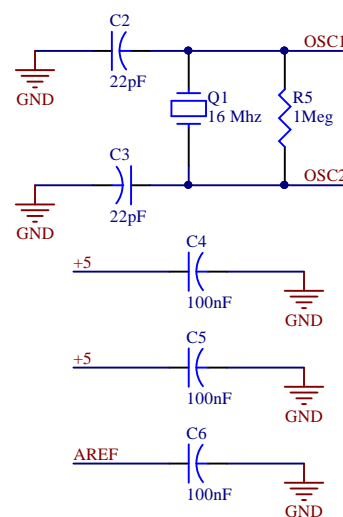 C2
OSC1
GND
22pF
Q1
16 Mhz
R5
1Meg
C3
OSC2
GND
22pF
C4
+5
100nF
GND
C5
+5
100nF
GND
C6
AREF
100nF
GND